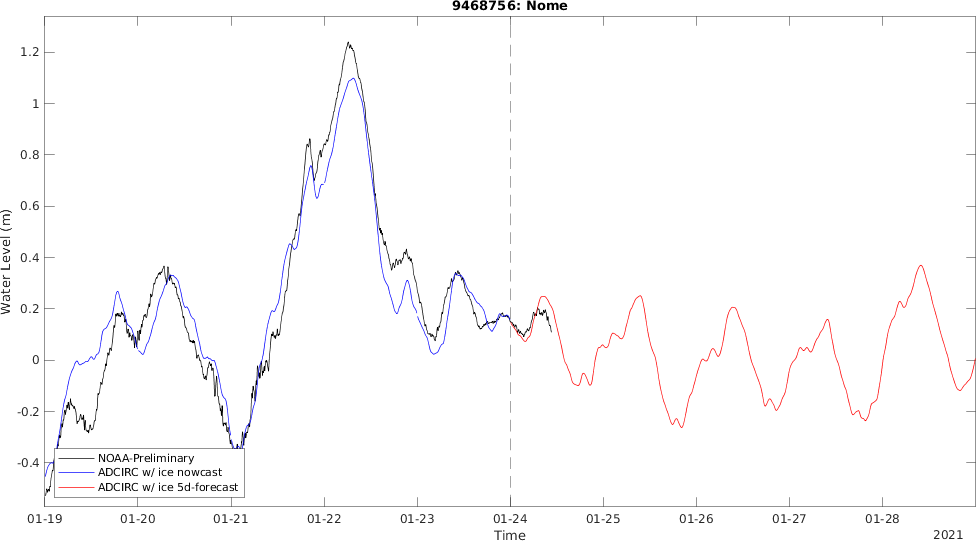 9468756: Nome
1.2
1
0.8
0.6
0.4
0.2
0
-0.2
-0.4
Water Level (m)
NOAA-Preliminary
ADCIRC w/ ice nowcast
ADCIRC w/ ice 5d-forecast
01-19 01-20 01-21 01-22 01-23 01-24 01-25 01-26 01-27 01-28
Time
2021